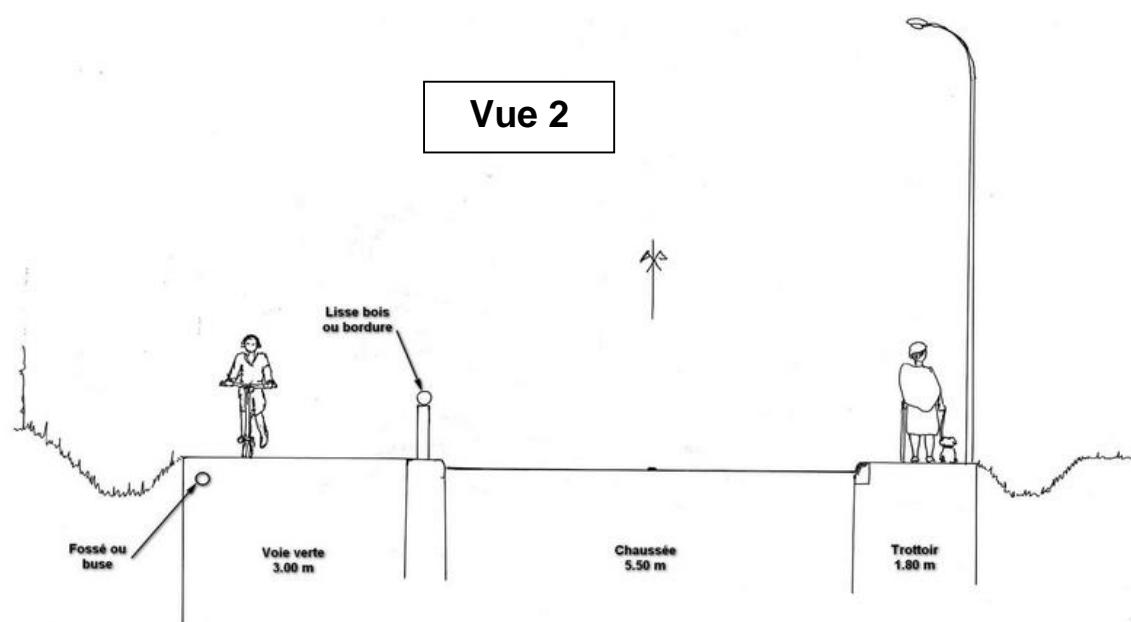 Vue 2
Lisse bois
ou bordure
Fossé ou
buse
Voie verte
3.00 m
Chaussée
5.50 m
Trottoir
1.80 m